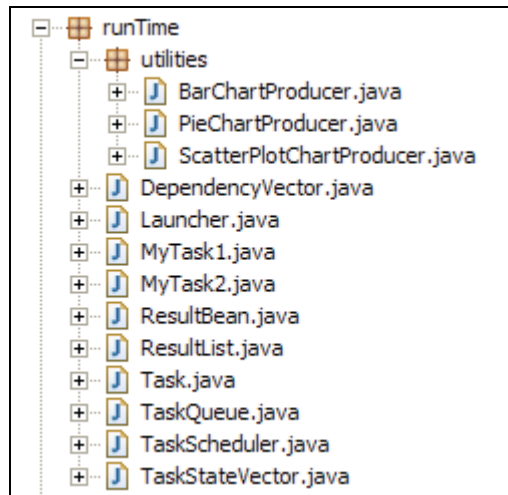 runTime
utilities
BarChartProducer.java
PieChartProducer.java
ScatterPlotChartProducer.java
DependencyVector.java
Launcher.java
MyTask1.java
MyTask2.java
ResultBean.java
ResultList.java
Task.java
TaskQueue.java
TaskScheduler.java
TaskStateVector.java